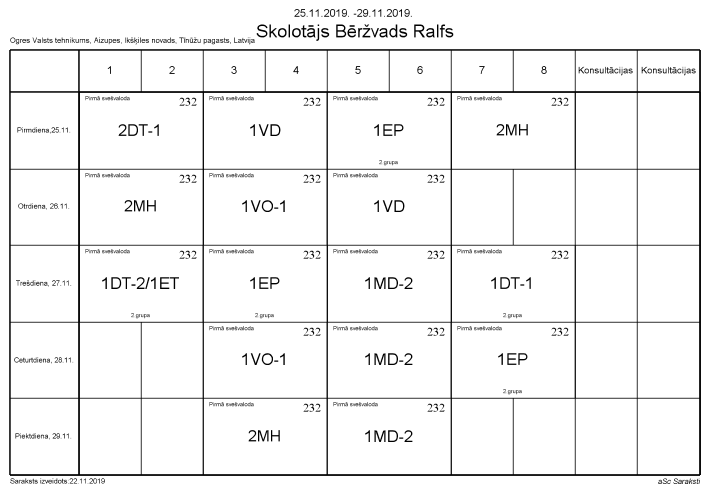 25.11.2019. -29.11.2019.
Skolotājs Bēržvads Ralfs
Ogres Valsts tehnikums, Aizupes, Ikšķiles novads, Tīnūžu pagasts, Latvija
1 2 3 4 5 6 7 8 Konsultācijas Konsultācijas
Pirmā svešvaloda 232 Pirmā svešvaloda 232 Pirmā svešvaloda 232 Pirmā svešvaloda 232
Pirmdiena,25.11. 2DT-1 1VD 1EP 2MH
2.grupa
Pirmā svešvaloda 232 Pirmā svešvaloda 232 Pirmā svešvaloda 232
Otrdiena, 26.11. 2MH 1VO-1 1VD
Pirmā svešvaloda 232 Pirmā svešvaloda 232 Pirmā svešvaloda 232 Pirmā svešvaloda 232
Trešdiena, 27.11. 1DT-2/1ET 1EP 1MD-2 1DT-1
2.grupa 2.grupa 2.grupa
Pirmā svešvaloda 232 Pirmā svešvaloda 232 Pirmā svešvaloda 232
Ceturtdiena, 28.11. 1VO-1 1MD-2 1EP
2.grupa
Pirmā svešvaloda 232 Pirmā svešvaloda 232
Piektdiena, 29.11. 2MH 1MD-2
Saraksts izveidots:22.11.2019 aSc Saraksti